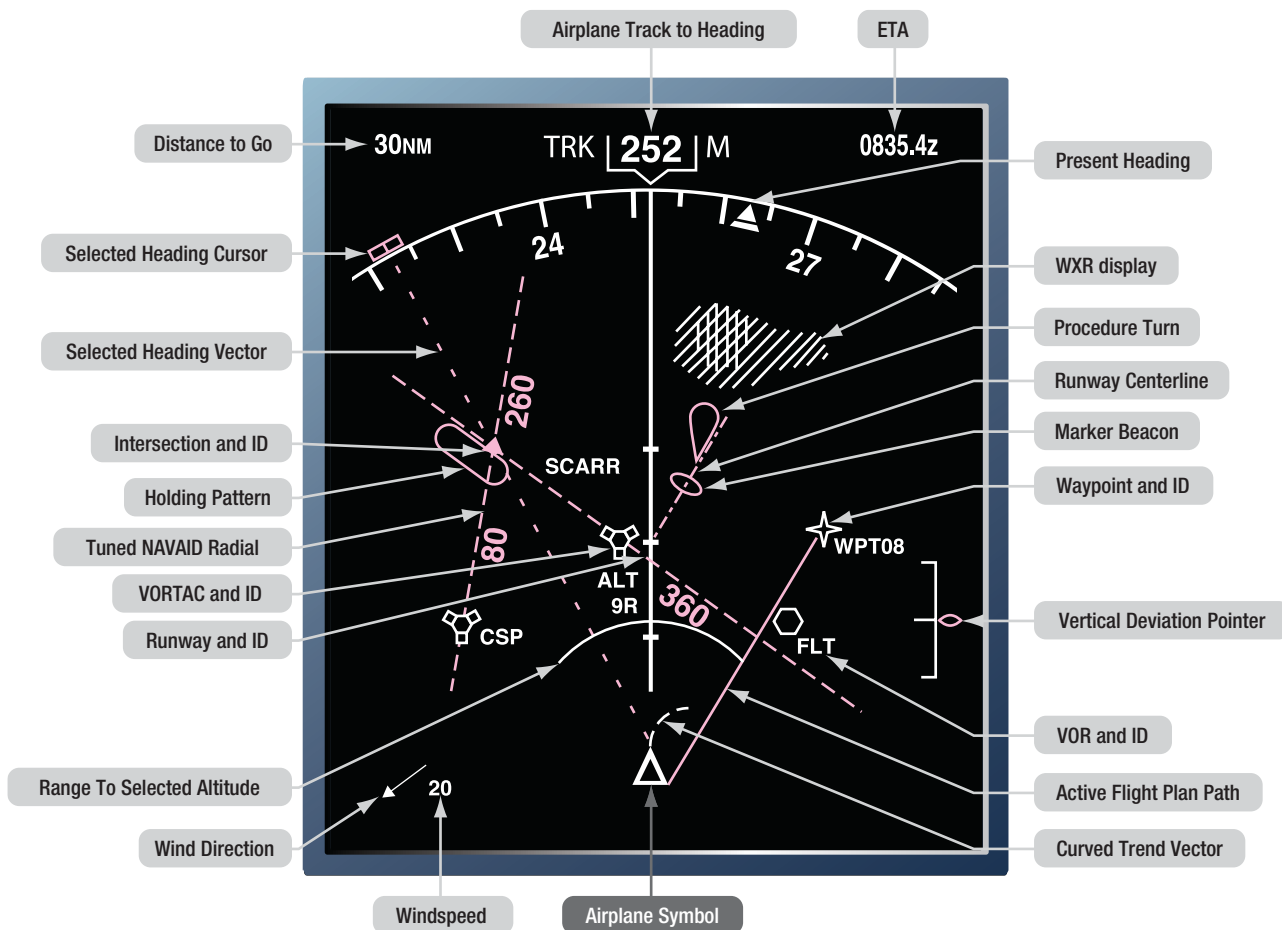 Airplane Track to Heading
ETA
Distance to Go
30NM
TRK 252 M
0835.4z
Present Heading
Selected Heading Cursor
24
27
WXR display
Procedure Turn
Selected Heading Vector
Runway Centerline
260
Intersection and ID
Marker Beacon
SCARR
Holding Pattern
Waypoint and ID
Tuned NAVAID Radial
80
WPT08
VORTAC and ID
ALT
360
9R
Runway and ID
CSP
FLT
Vertical Deviation Pointer
VOR and ID
Range To Selected Altitude
20
Active Flight Plan Path
Wind Direction
Curved Trend Vector
Windspeed
Airplane Symbol